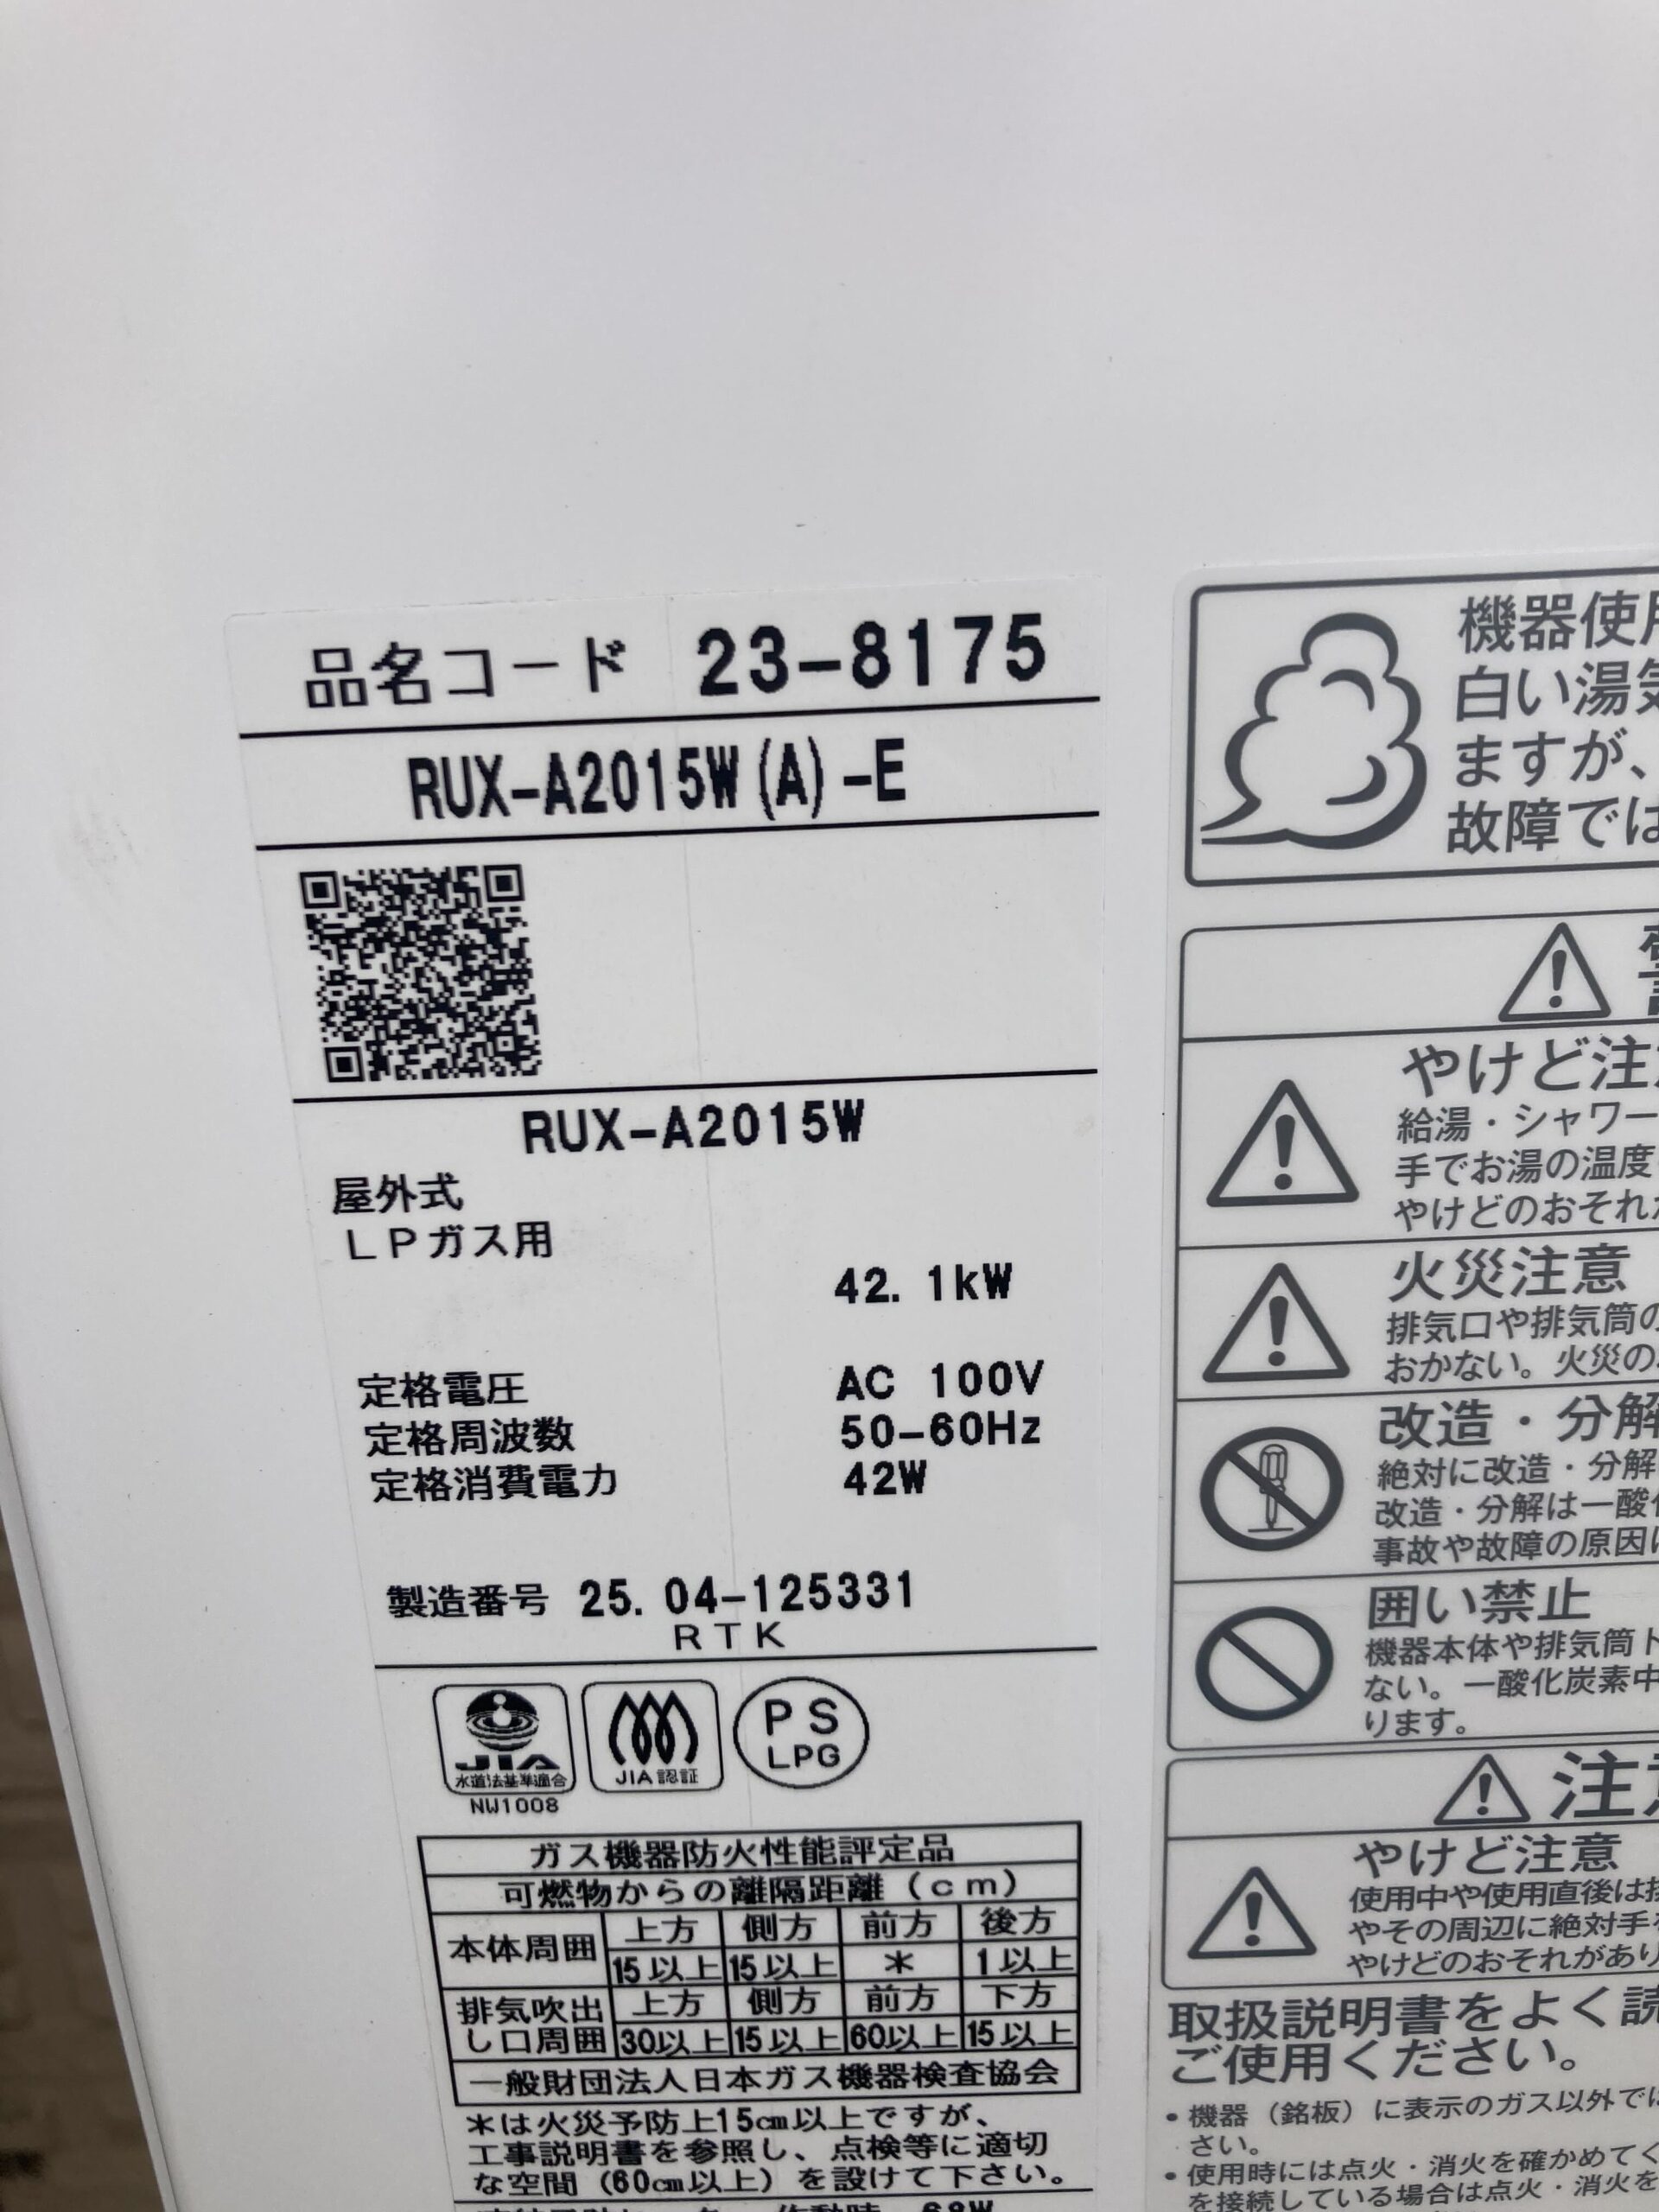 品名コード 23-8175
RUX-A2015W(A)-E
RUX-A2015W
屋外式
LPガス用
42.1kW
定格電圧 AC 100V
定格周波数 50-60Hz
定格消費電力 42W
製造番号 25.04-125331
RTK
JIA
水道法基準適合
NW1008
JIA認証
PS
LPG
ガス機器防火性能評定品
可燃物からの離隔距離(cm)
本体周囲 上方 側方 前方 後方
15以上 15以上 * 1以上
排気吹出し口周囲 上方 側方 前方 下方
30以上 15以上 60以上 15以上
一般財団法人日本ガス機器検査協会
*は火災予防上15cm以上ですが、
工事説明書を参照し、点検等に適切
な空間(60cm以上)を設けて下さい。
68W
機器使用
白い湯気
ますが、
故障では
やけど注意
給湯・シャワー
手でお湯の温度
やけどのおそれが
火災注意
排気口や排気筒の
おかない。火災の
改造・分解
絶対に改造・分解
改造・分解は一酸化
事故や故障の原因に
囲い禁止
機器本体や排気筒ト
ない。一酸化炭素中
ります。
注意
やけど注意
使用中や使用直後は排
やその周辺に絶対手を
やけどのおそれがあり
取扱説明書をよく読
ご使用ください。
・機器(銘板)に表示のガス以外では
さい。
・使用時には点火・消火を確かめてく
を接続している場合は点火・消火を